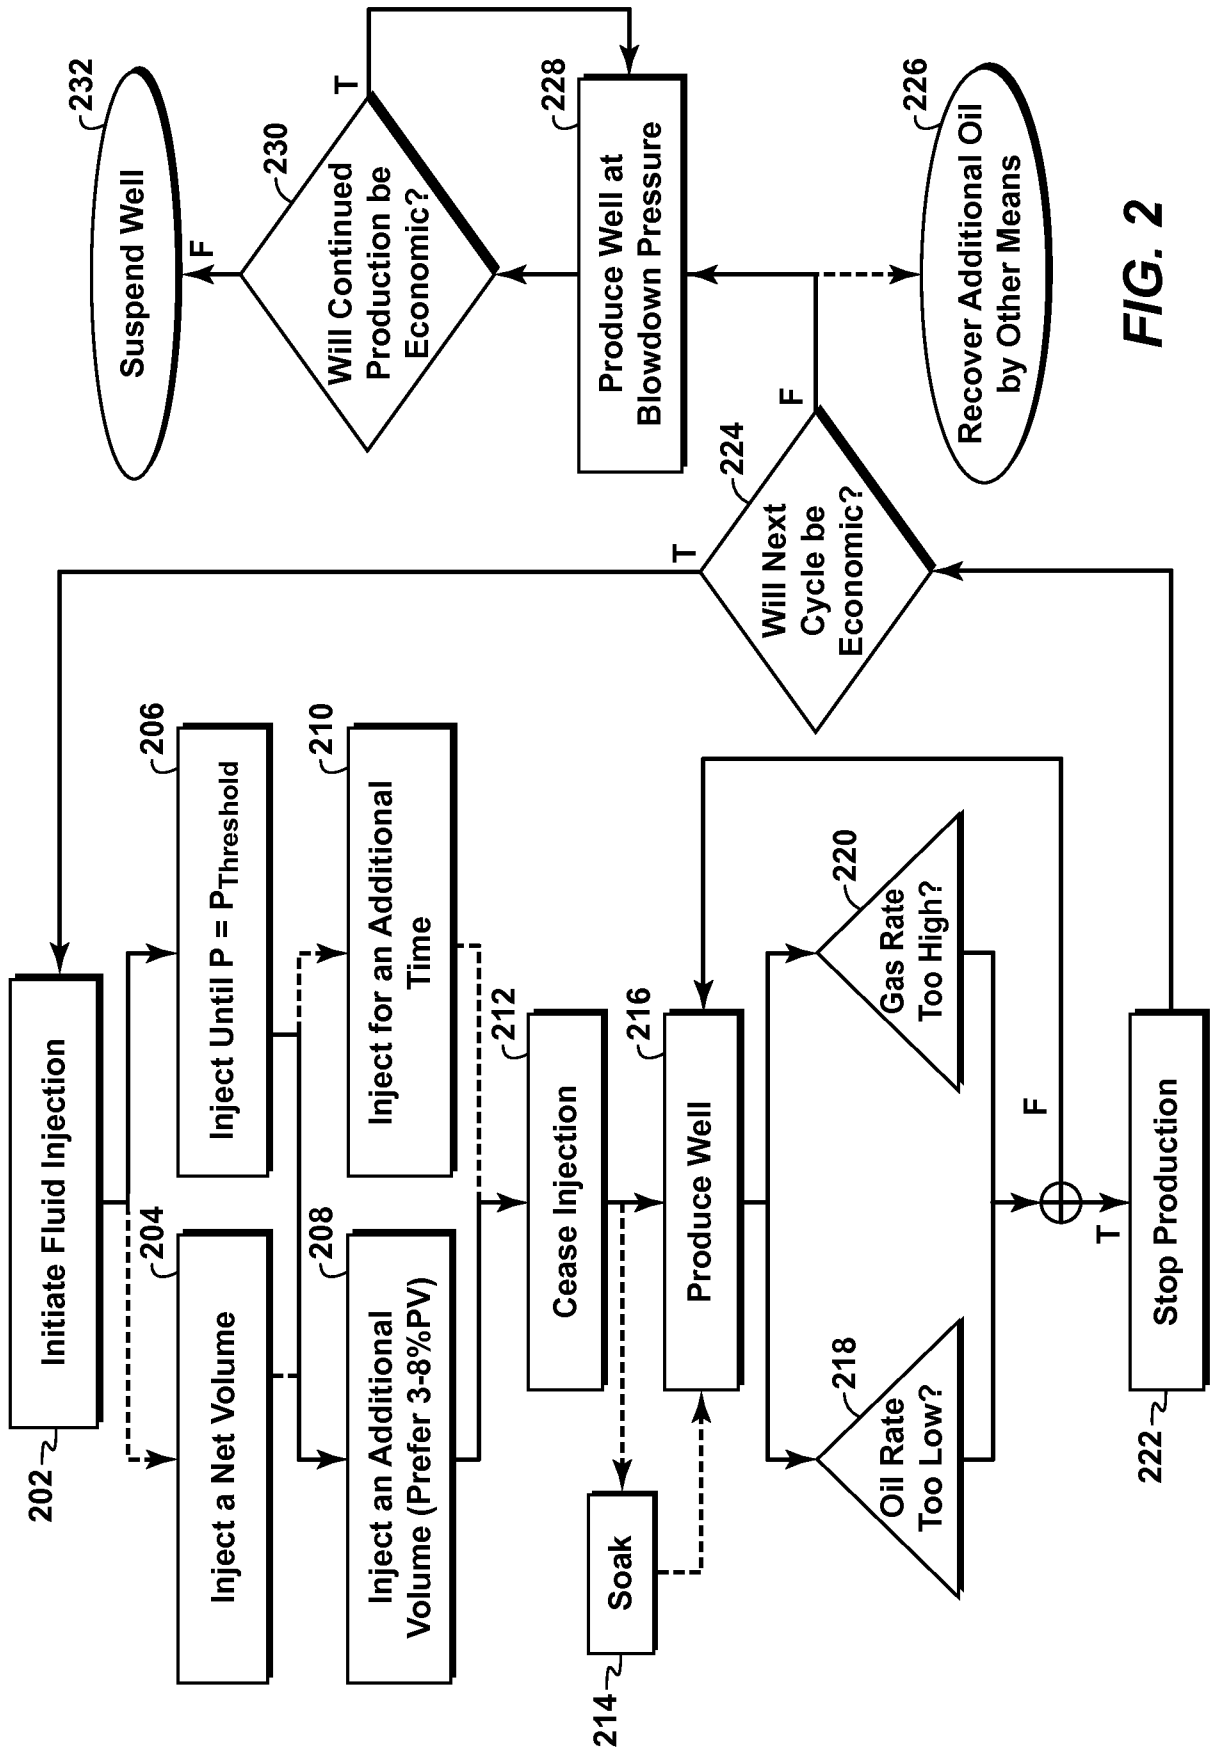 202
Initiate Fluid Injection
204
Inject a Net Volume
206
Inject Until P = PThreshold
208
Inject an Additional
Volume (Prefer 3-8%PV)
210
Inject for an Additional
Time
212
Cease Injection
214
Soak
216
Produce Well
218
Oil Rate
Too Low?
220
Gas Rate
Too High?
F
T
222
Stop Production
T
224
Will Next
Cycle be
Economic?
F
232
Suspend Well
F
230
Will Continued
Production be
Economic?
T
228
Produce Well at
Blowdown Pressure
226
Recover Additional Oil
by Other Means
FIG. 2